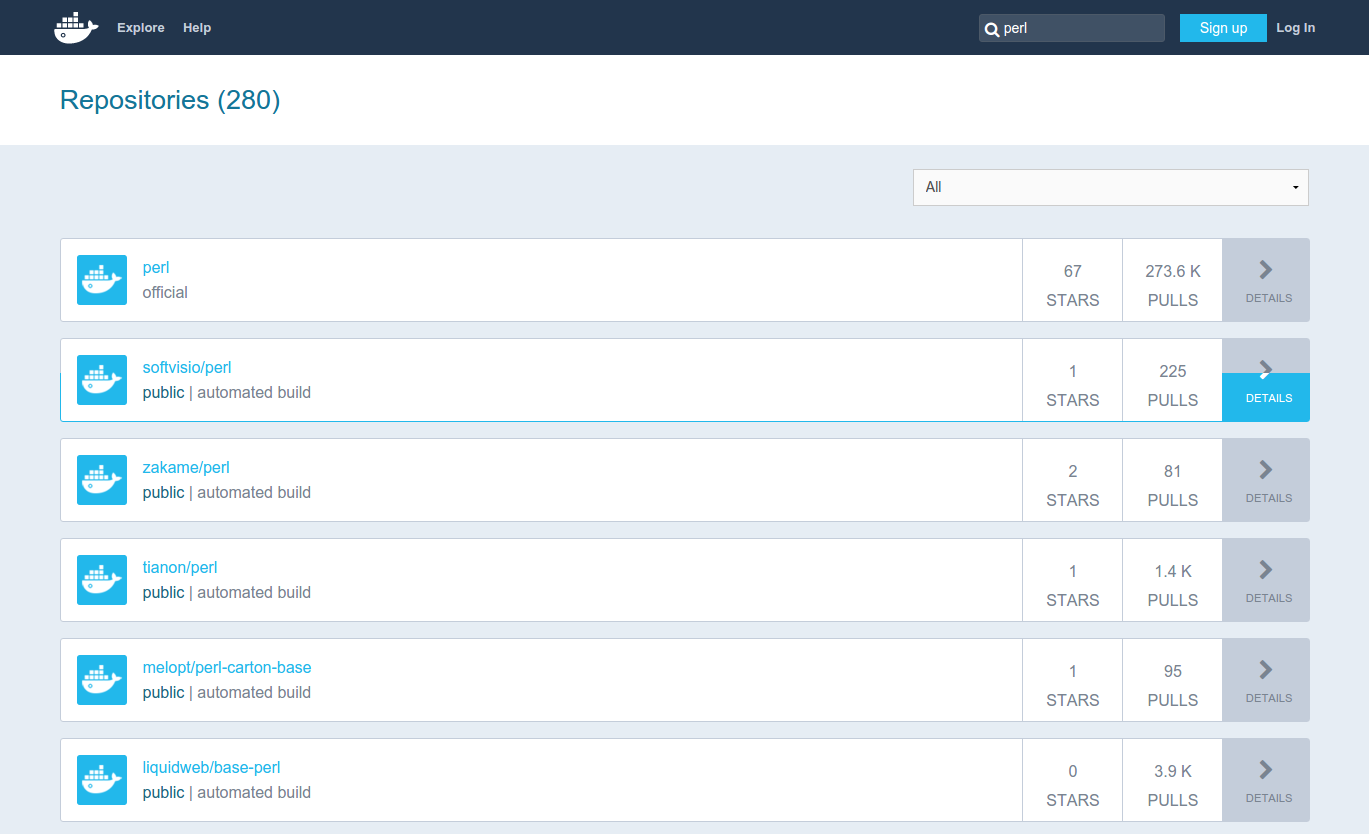 Explore Help perl Sign up Log In
Repositories (280)
All
perl
official
67
STARS
273.6 K
PULLS
DETAILS
softvisio/perl
public | automated build
1
STARS
225
PULLS
DETAILS
zakame/perl
public | automated build
2
STARS
81
PULLS
DETAILS
tianon/perl
public | automated build
1
STARS
1.4 K
PULLS
DETAILS
melopt/perl-carton-base
public | automated build
1
STARS
95
PULLS
DETAILS
liquidweb/base-perl
public | automated build
0
STARS
3.9 K
PULLS
DETAILS